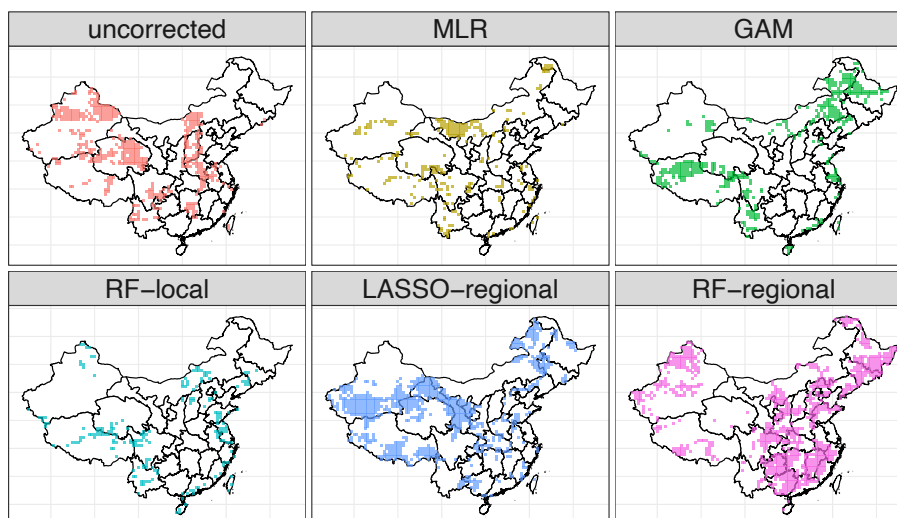 uncorrected
MLR
GAM
RF−local
LASSO−regional
RF−regional